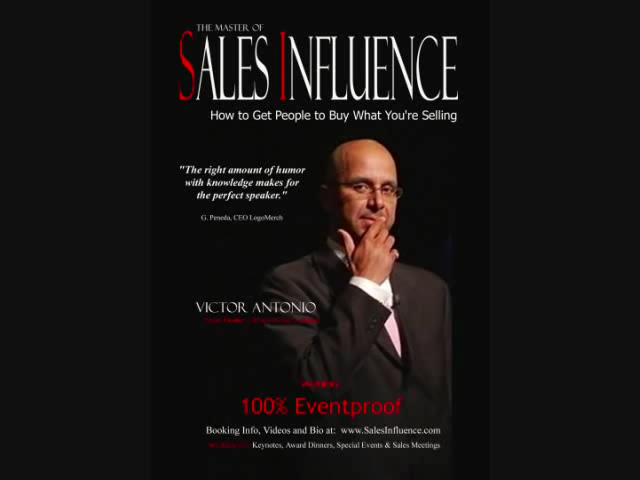 THE MASTER OF
SALES INFLUENCE
How to Get People to Buy What You're Selling
"The right amount of humor
with knowledge makes for
the perfect speaker."
G. Peneda, CEO LogoMerch
VICTOR ANTONIO
100% Eventproof
Booking Info, Videos and Bio at: www.SalesInfluence.com
Keynotes, Award Dinners, Special Events & Sales Meetings